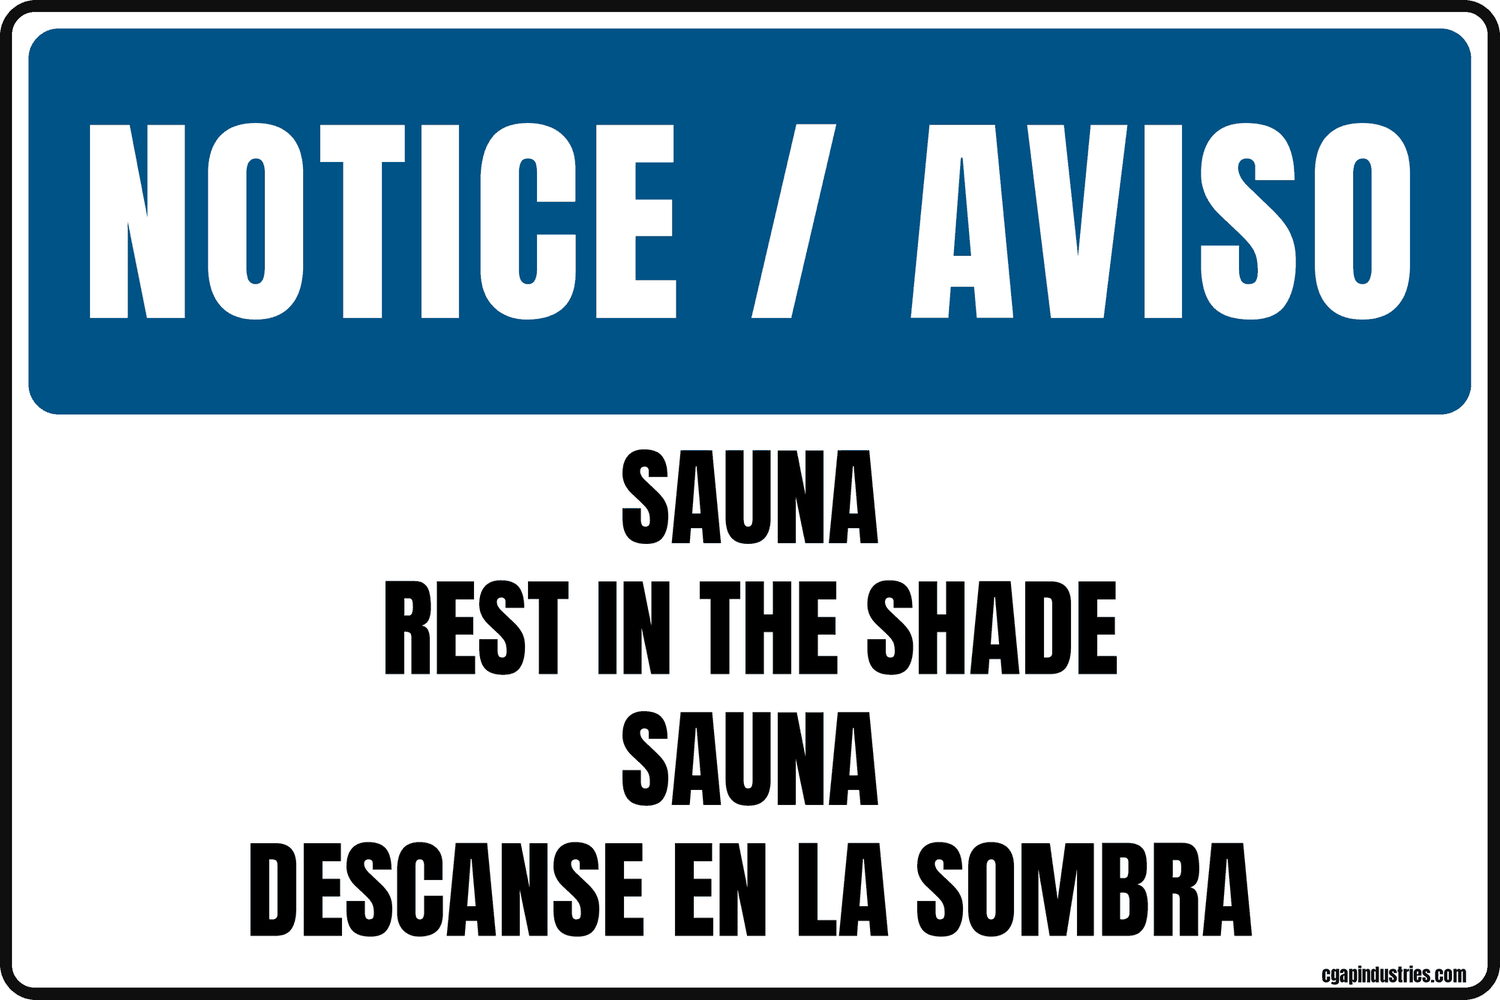 NOTICE / AVISO
SAUNA
REST IN THE SHADE
SAUNA
DESCANSE EN LA SOMBRA
cgapindustries.com